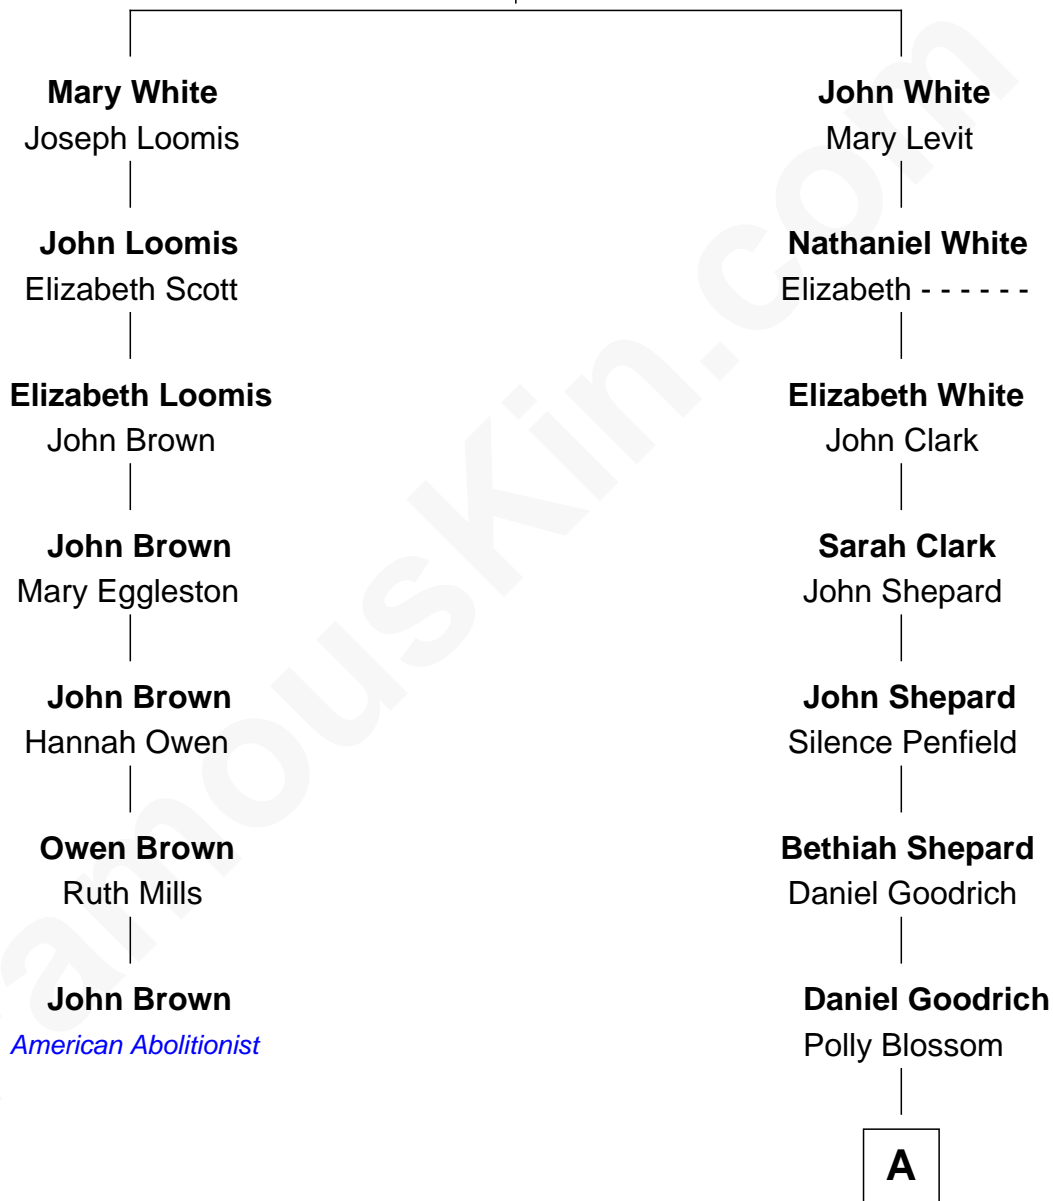 Mary White
Joseph Loomis
John Loomis
Elizabeth Scott
Elizabeth Loomis
John Brown
John Brown
Mary Eggleston
John Brown
Hannah Owen
Owen Brown
Ruth Mills
John Brown
American Abolitionist
John White
Mary Levit
Nathaniel White
Elizabeth - - - - - -
Elizabeth White
John Clark
Sarah Clark
John Shepard
John Shepard
Silence Penfield
Bethiah Shepard
Daniel Goodrich
Daniel Goodrich
Polly Blossom
A
amouskin.com